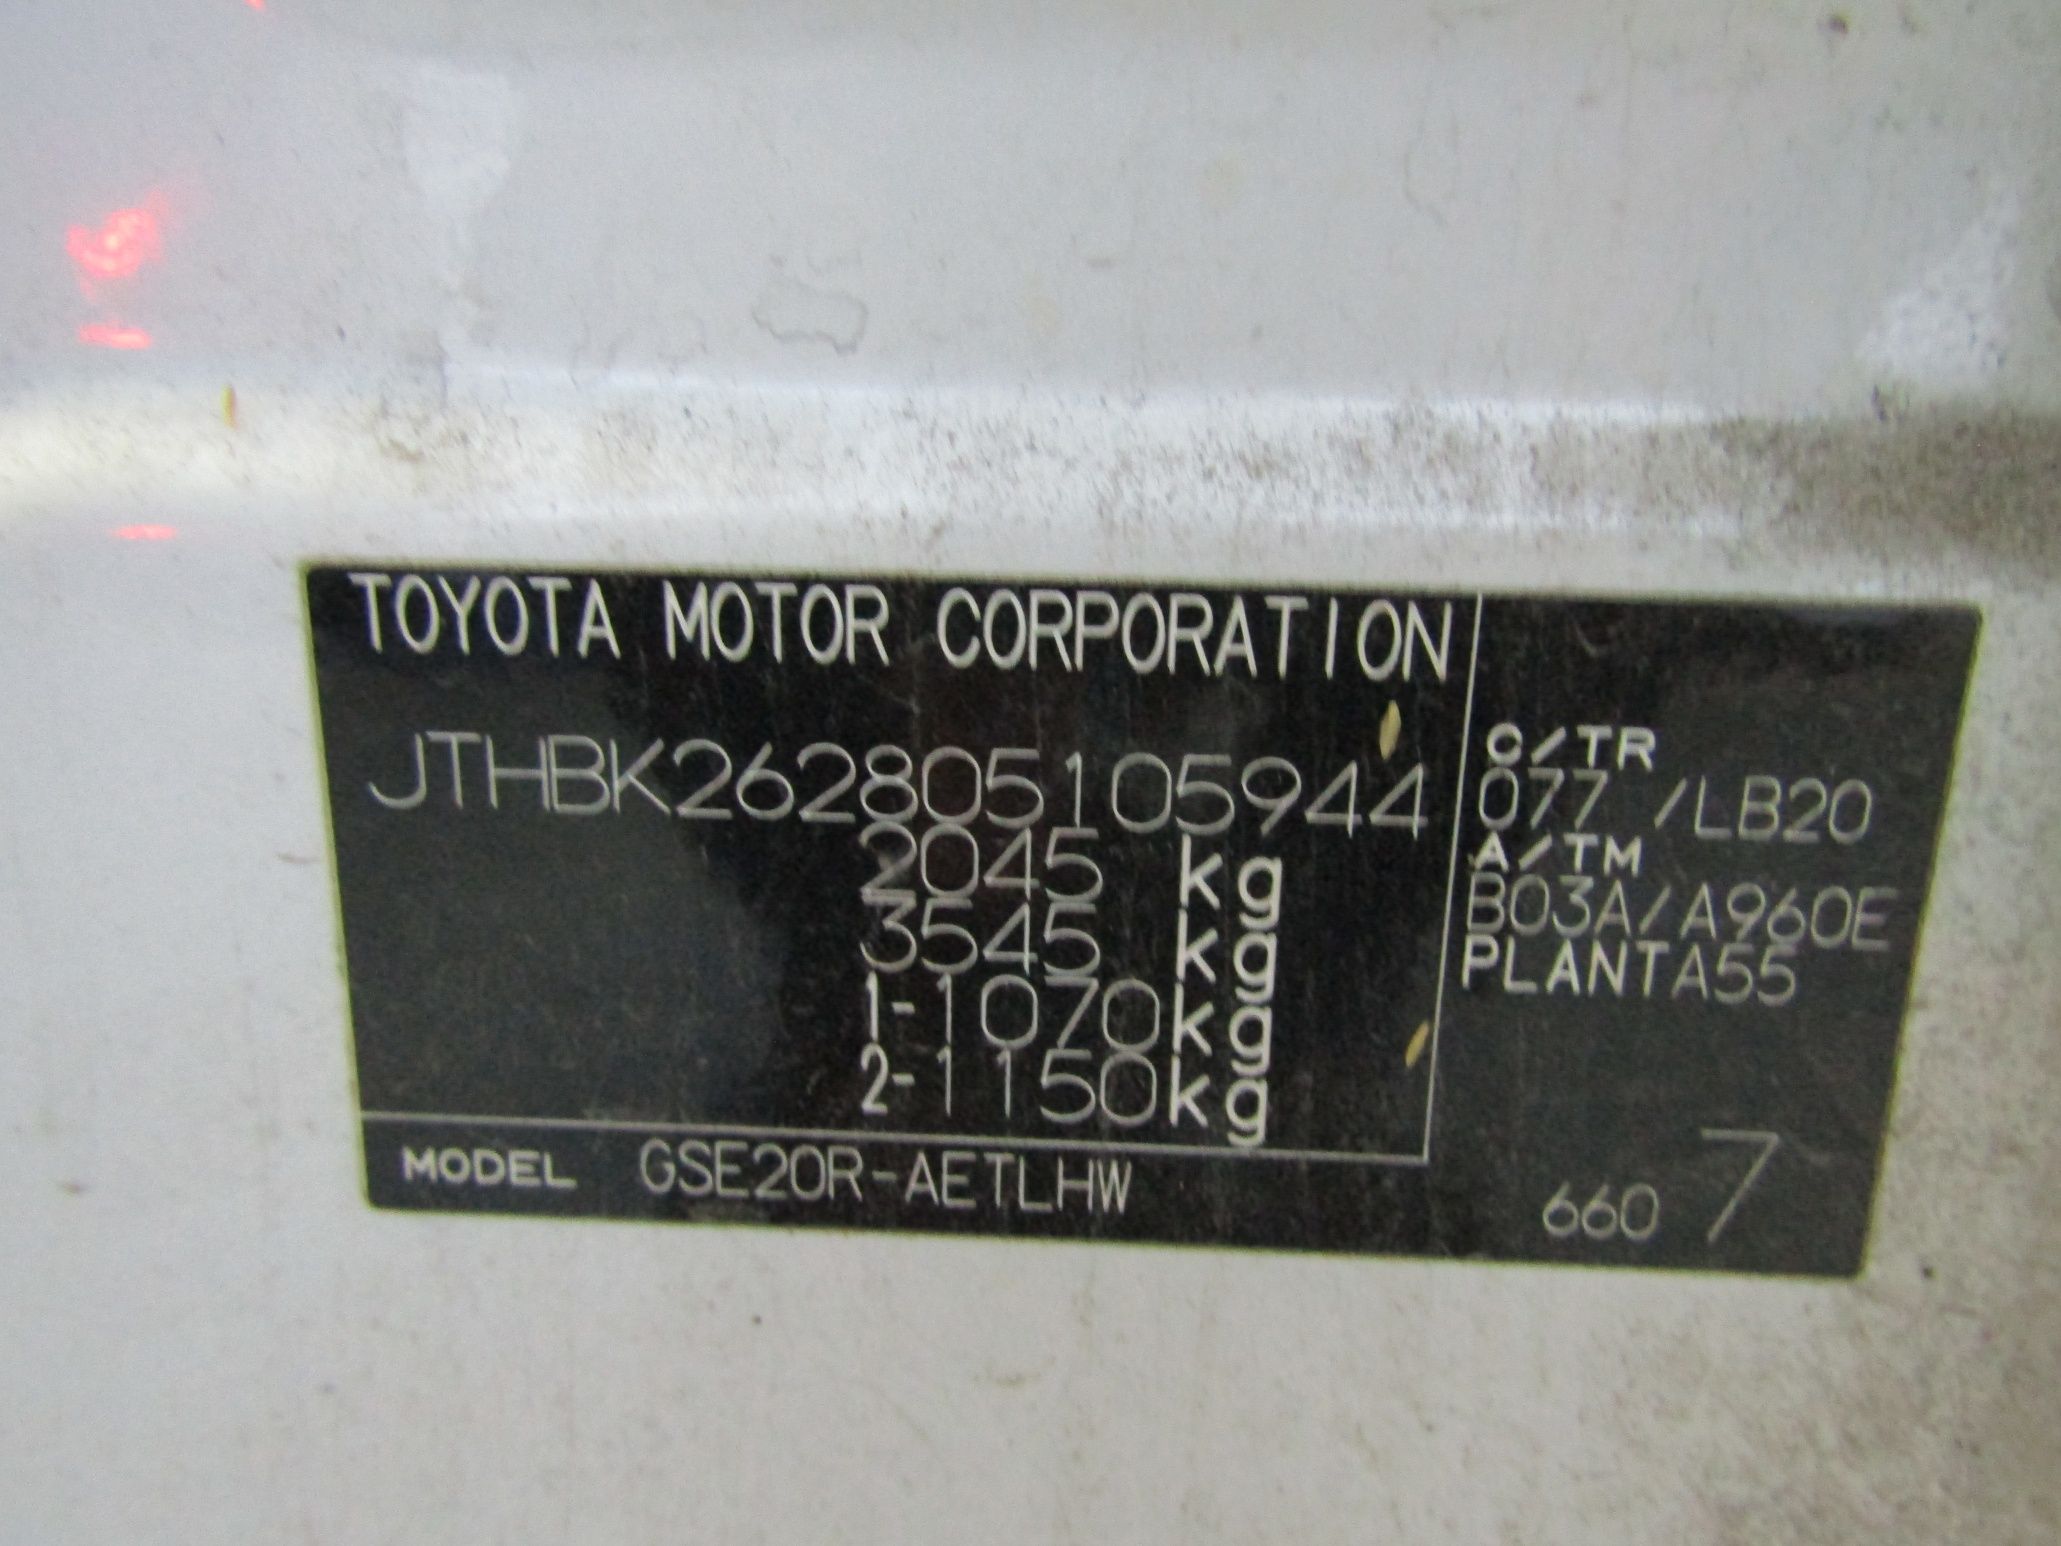 TOYOTA MOTOR CORPORATION
JTHBK262805105944
2045 kg
3545 kg
1-1070kg
2-1150kg
MODEL GSE20R-AETLHW
C/TR
077 /LB20
A/TM
B03A/A960E
PLANTA55
660 7